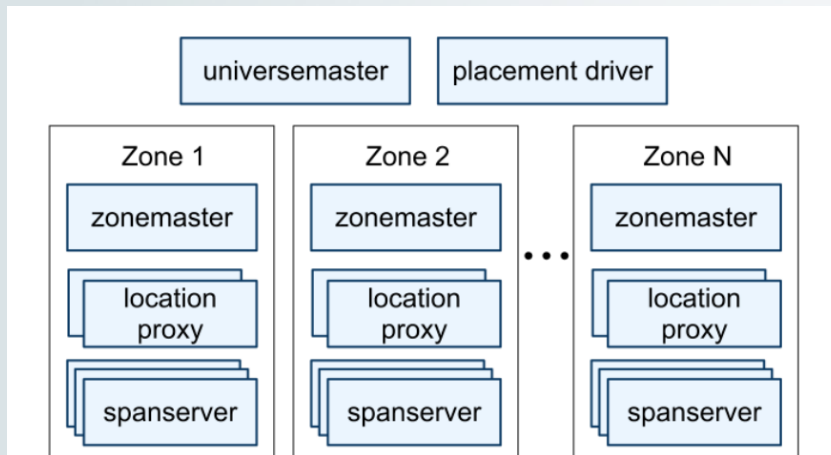 universemaster
placement driver
Zone 1
Zone 2
Zone N
zonemaster
zonemaster
zonemaster
...
location
proxy
location
proxy
location
proxy
spanserver
spanserver
spanserver